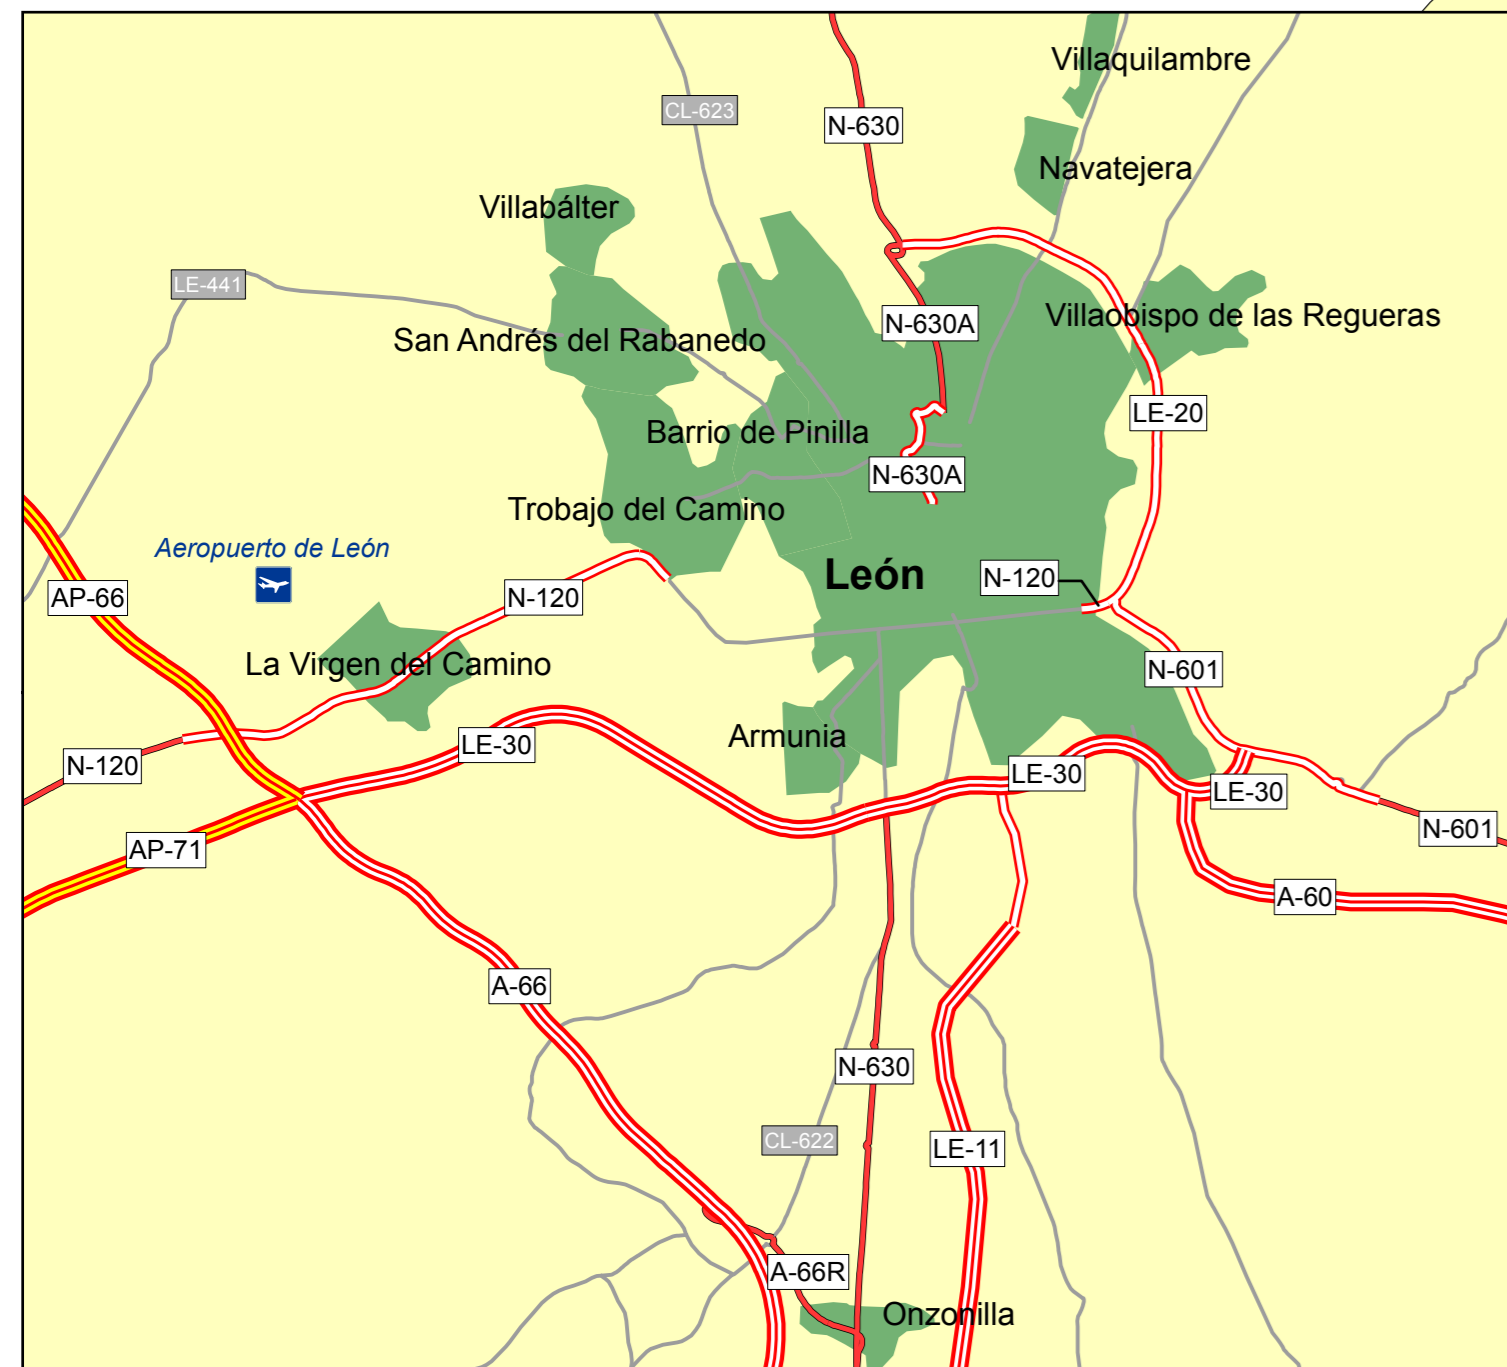 Villaquilambre
CL-623
N-630
Navatejera
Villabálter
LE-441
N-630A
Villaobispo de las Regueras
San Andrés del Rabanedo
LE-20
Barrio de Pinilla
N-630A
Trobajo del Camino
Aeropuerto de León
León
N-120
AP-66
N-120
La Virgen del Camino
N-601
Armunia
LE-30
N-120
LE-30
LE-30
N-601
AP-71
A-60
A-66
N-630
CL-622
LE-11
A-66R
Onzonilla